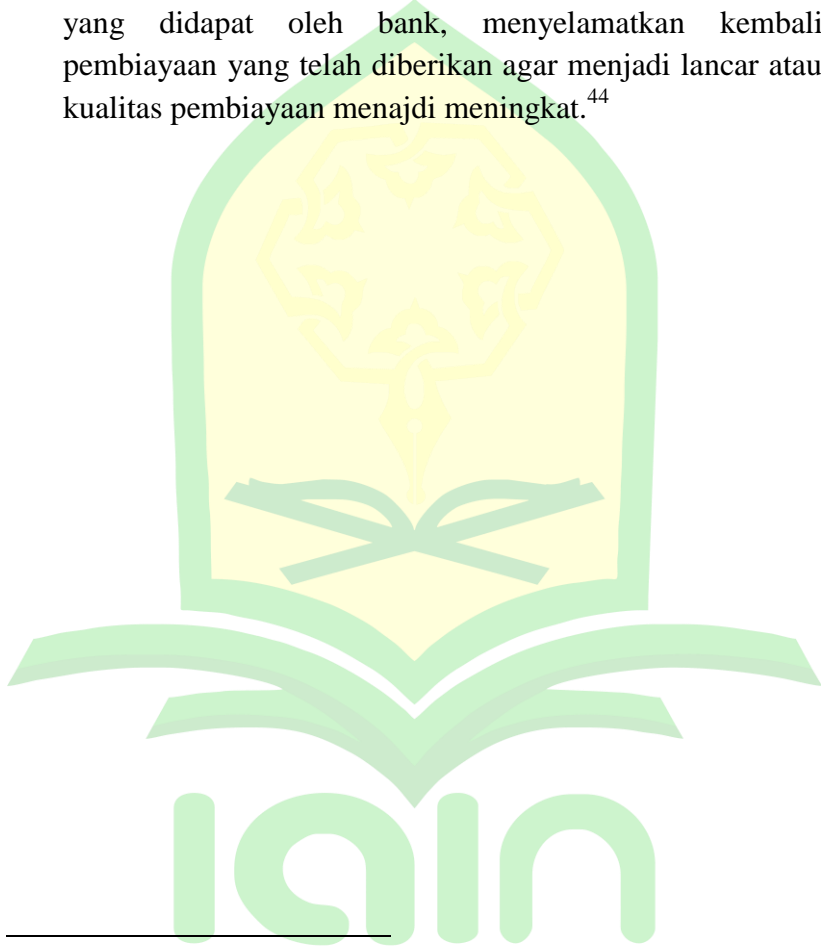 yang didapat oleh bank, menyelamatkan kembali
pembiayaan yang telah diberikan agar menjadi lancar atau
kualitas pembiayaan menajdi meningkat.44
iain